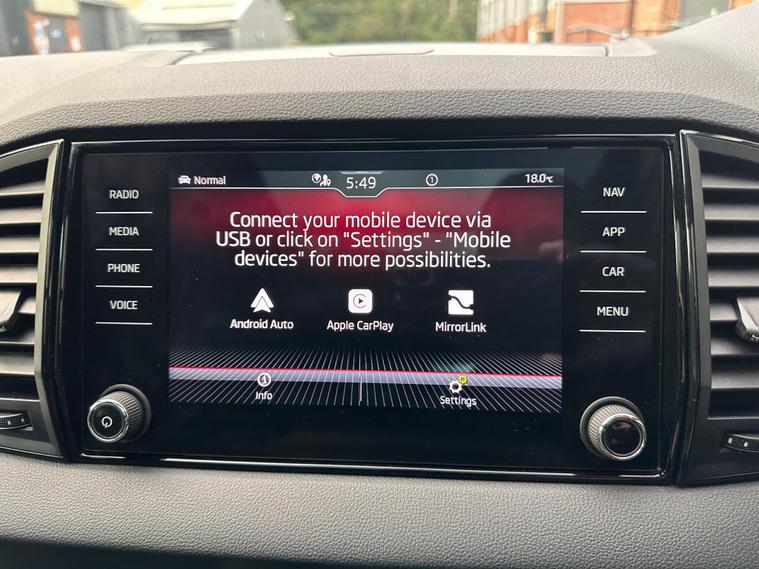 RADIO
MEDIA
PHONE
VOICE
Normal
5:49
18.0°C
Connect your mobile device via
USB or click on "Settings" - "Mobile
devices" for more possibilities.
Android Auto
Apple CarPlay
MirrorLink
Info
Settings
NAV
APP
CAR
MENU